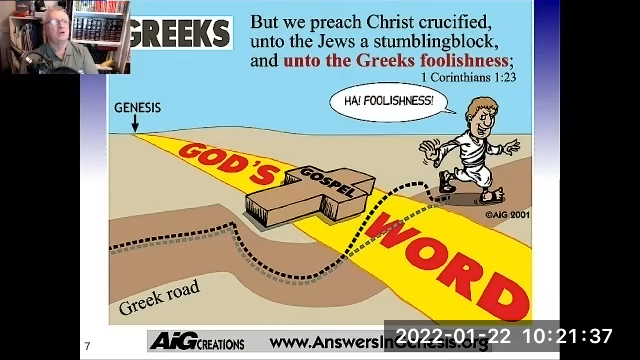 GREEKS
But we preach Christ crucified,
unto the Jews a stumblingblock,
and unto the Greeks foolishness;
1 Corinthians 1:23
HA! FOOLISHNESS!
GENESIS
GOD'S
GOSPEL
WORD
©AiG 2001
Greek road
7
AiG CREATIONS
www.AnswersInGenesis.org
2022-01-22 10:21:37